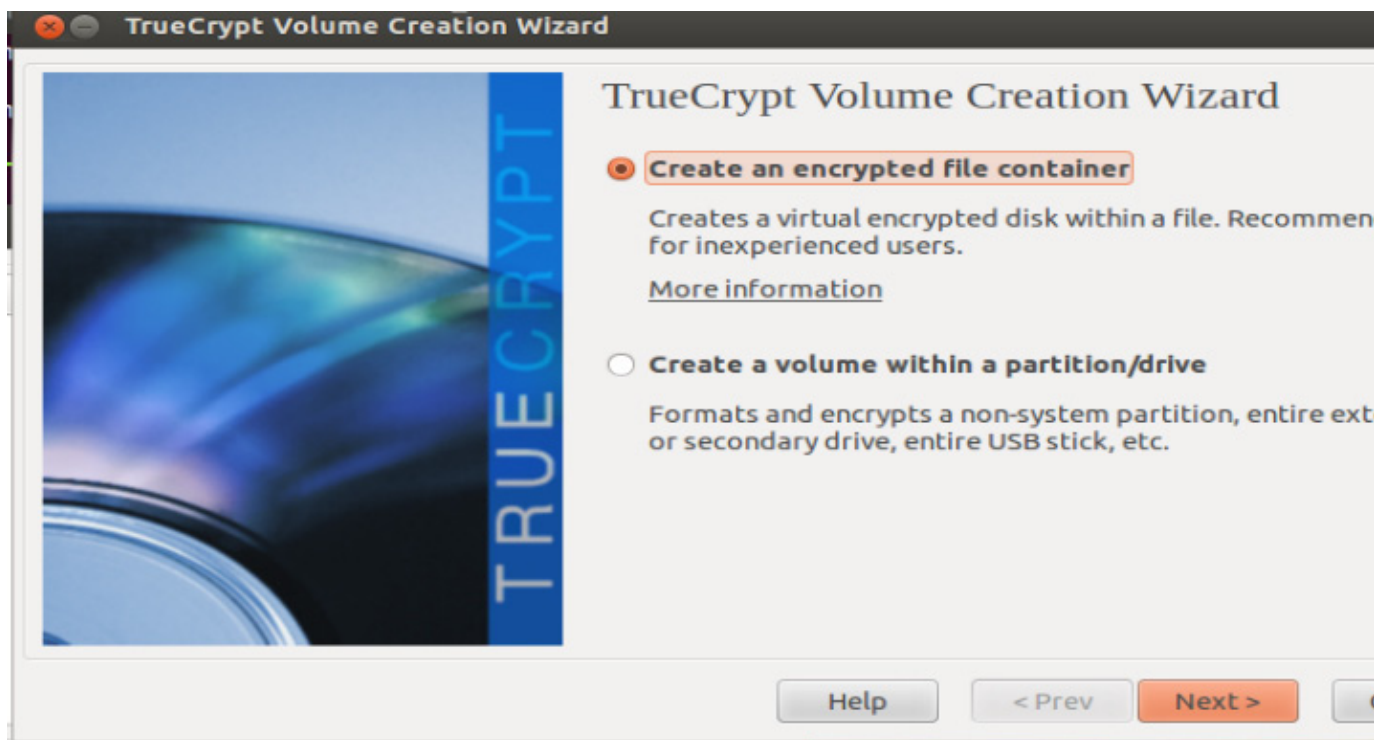 TrueCrypt Volume Creation Wizard
TRUECRYPT
TrueCrypt Volume Creation Wizard
Create an encrypted file container
Creates a virtual encrypted disk within a file. Recommen
for inexperienced users.
More information
Create a volume within a partition/drive
Formats and encrypts a non-system partition, entire ext
or secondary drive, entire USB stick, etc.
Help
< Prev
Next >